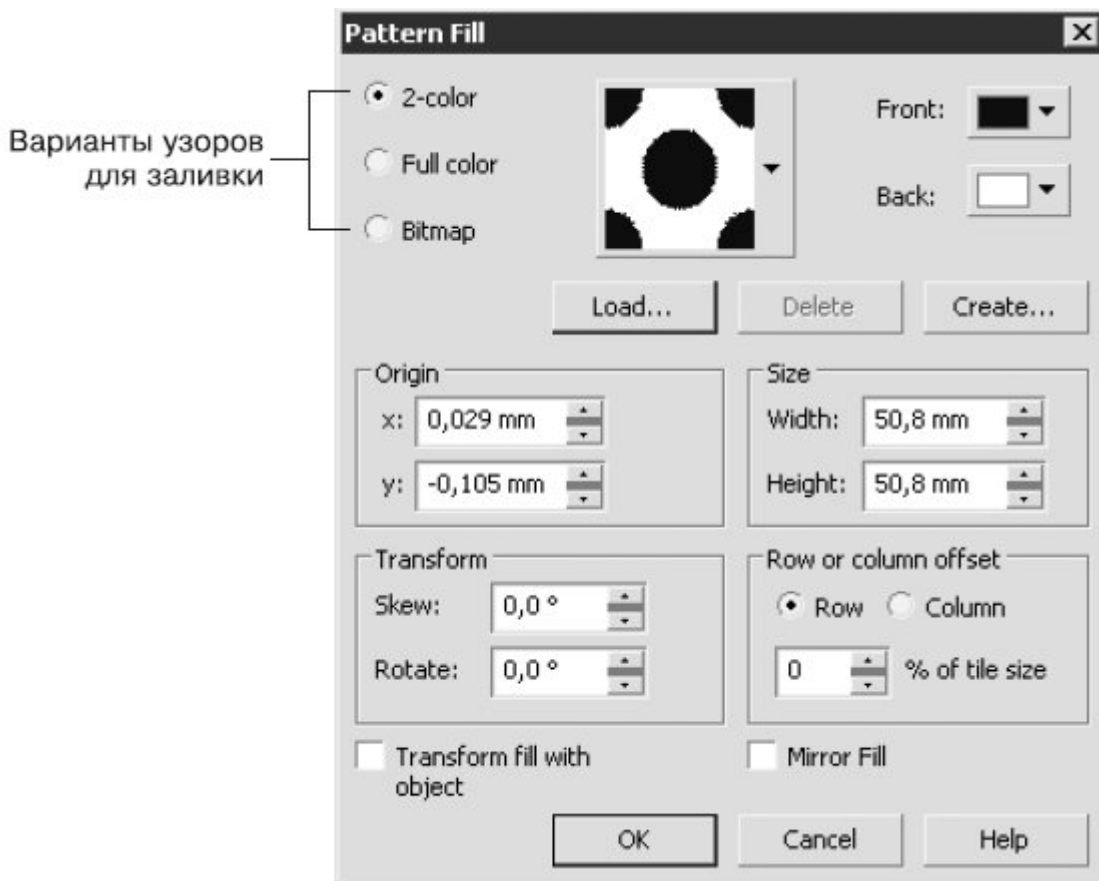 Pattern Fill
Варианты узоров
для заливки
2-color
Full color
Bitmap
Front:
Back:
Load...
Delete
Create...
Origin
x: 0,029 mm
y: -0,105 mm
Size
Width: 50,8 mm
Height: 50,8 mm
Transform
Skew: 0,0 °
Rotate: 0,0 °
Row or column offset
Row Column
0 % of tile size
Transform fill with
object
Mirror Fill
OK
Cancel
Help